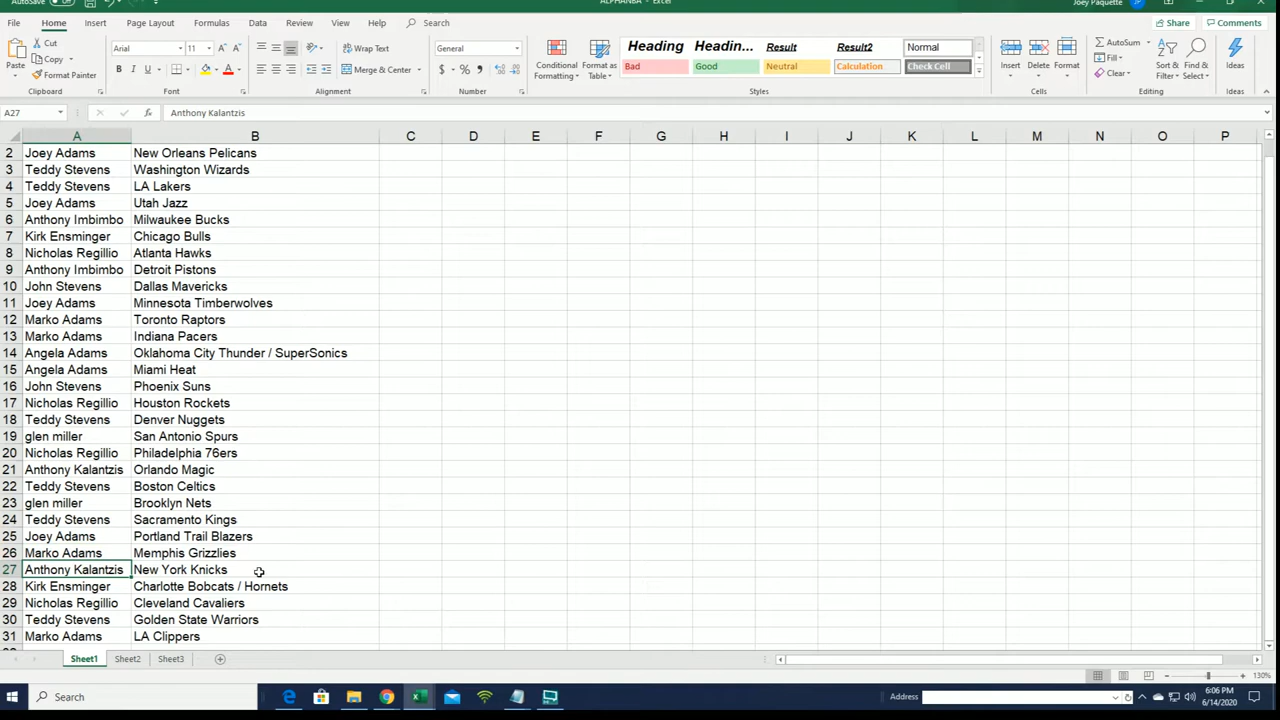 AutoSave Off ALPHANBA - Excel Joey Paquette JP
File Home Insert Page Layout Formulas Data Review View Help Search Share Comments
Cut Arial 11 Wrap Text General Heading Headin... Result Result2 Normal AutoSum
Copy Fill
Paste Format Painter Merge & Center Conditional Formatting Format as Table Bad Good Neutral Calculation Check Cell Insert Delete Format Clear Sort & Filter Find & Select Ideas
Clipboard Font Alignment Number Styles Cells Editing Ideas
A27 Anthony Kalantzis
A B C D E F G H I J K L M N O P
2 Joey Adams New Orleans Pelicans
3 Teddy Stevens Washington Wizards
4 Teddy Stevens LA Lakers
5 Joey Adams Utah Jazz
6 Anthony Imbimbo Milwaukee Bucks
7 Kirk Ensminger Chicago Bulls
8 Nicholas Regillio Atlanta Hawks
9 Anthony Imbimbo Detroit Pistons
10 John Stevens Dallas Mavericks
11 Joey Adams Minnesota Timberwolves
12 Marko Adams Toronto Raptors
13 Marko Adams Indiana Pacers
14 Angela Adams Oklahoma City Thunder / SuperSonics
15 Angela Adams Miami Heat
16 John Stevens Phoenix Suns
17 Nicholas Regillio Houston Rockets
18 Teddy Stevens Denver Nuggets
19 glen miller San Antonio Spurs
20 Nicholas Regillio Philadelphia 76ers
21 Anthony Kalantzis Orlando Magic
22 Teddy Stevens Boston Celtics
23 glen miller Brooklyn Nets
24 Teddy Stevens Sacramento Kings
25 Joey Adams Portland Trail Blazers
26 Marko Adams Memphis Grizzlies
27 Anthony Kalantzis New York Knicks
28 Kirk Ensminger Charlotte Bobcats / Hornets
29 Nicholas Regillio Cleveland Cavaliers
30 Teddy Stevens Golden State Warriors
31 Marko Adams LA Clippers
Sheet1 Sheet2 Sheet3
130%
Search Address 6:06 PM
6/14/2020